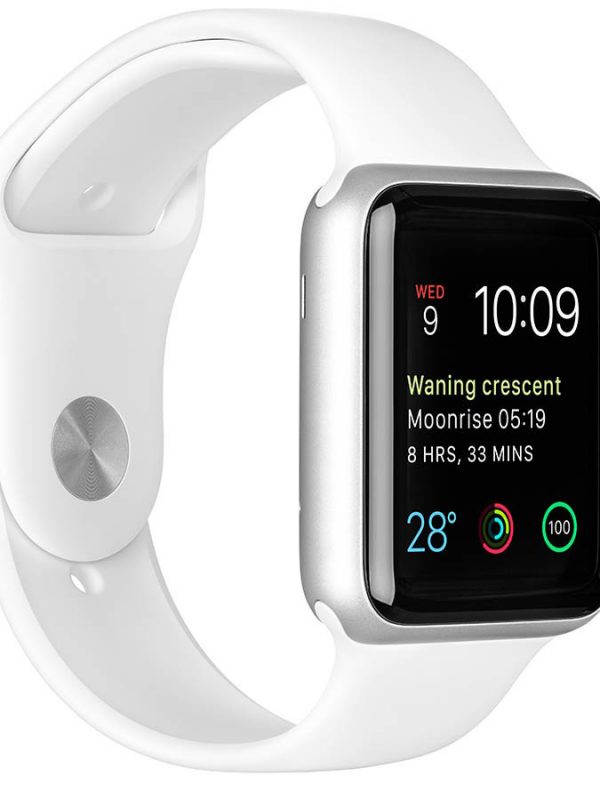 WED
9
10:09
Waning crescent
Moonrise 05:19
8 HRS, 33 MINS
28°
100